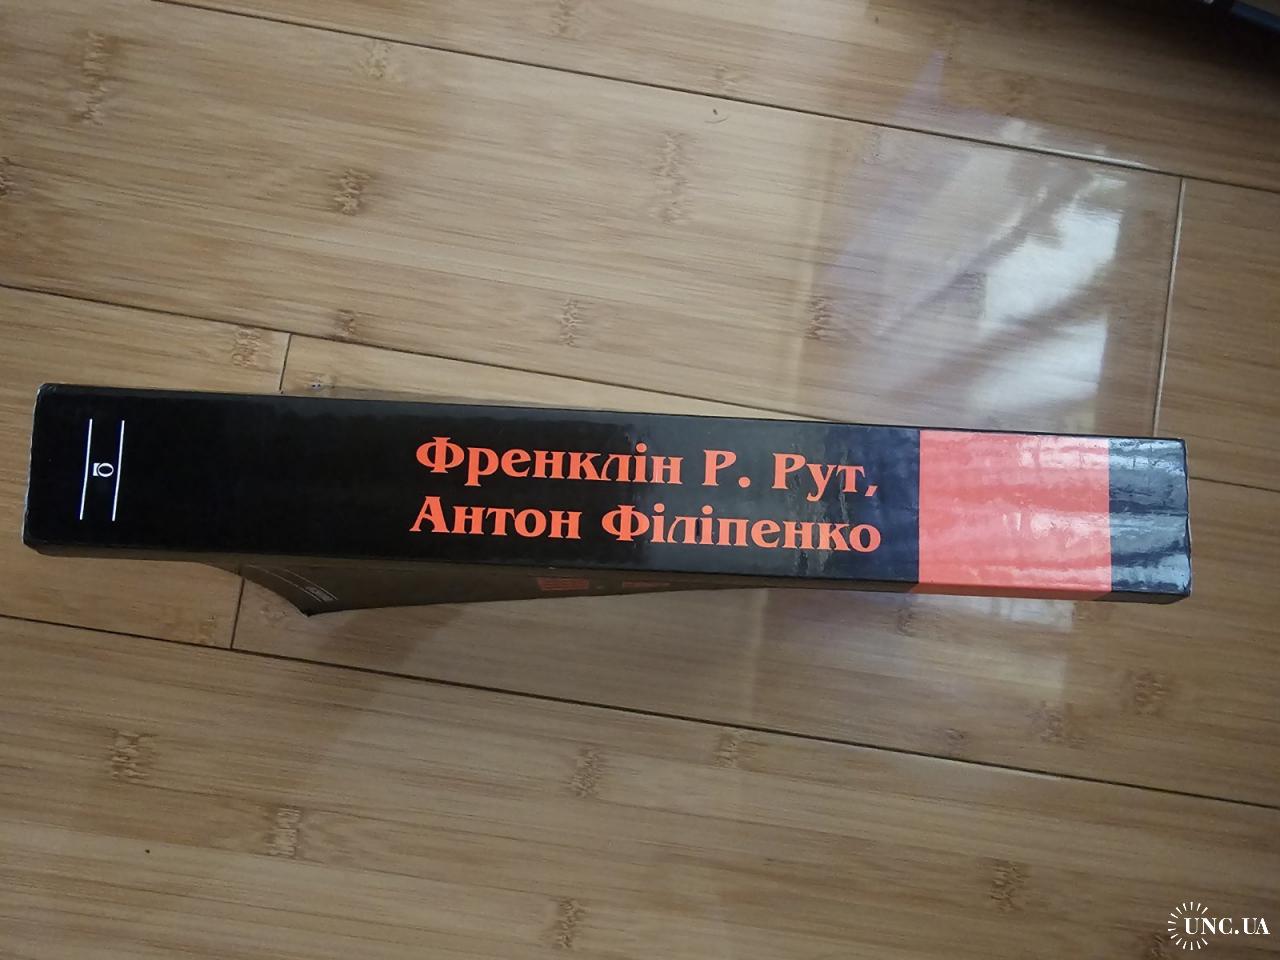 Френклін Р. Рут,
Антон Філіпенко
UNC.UA